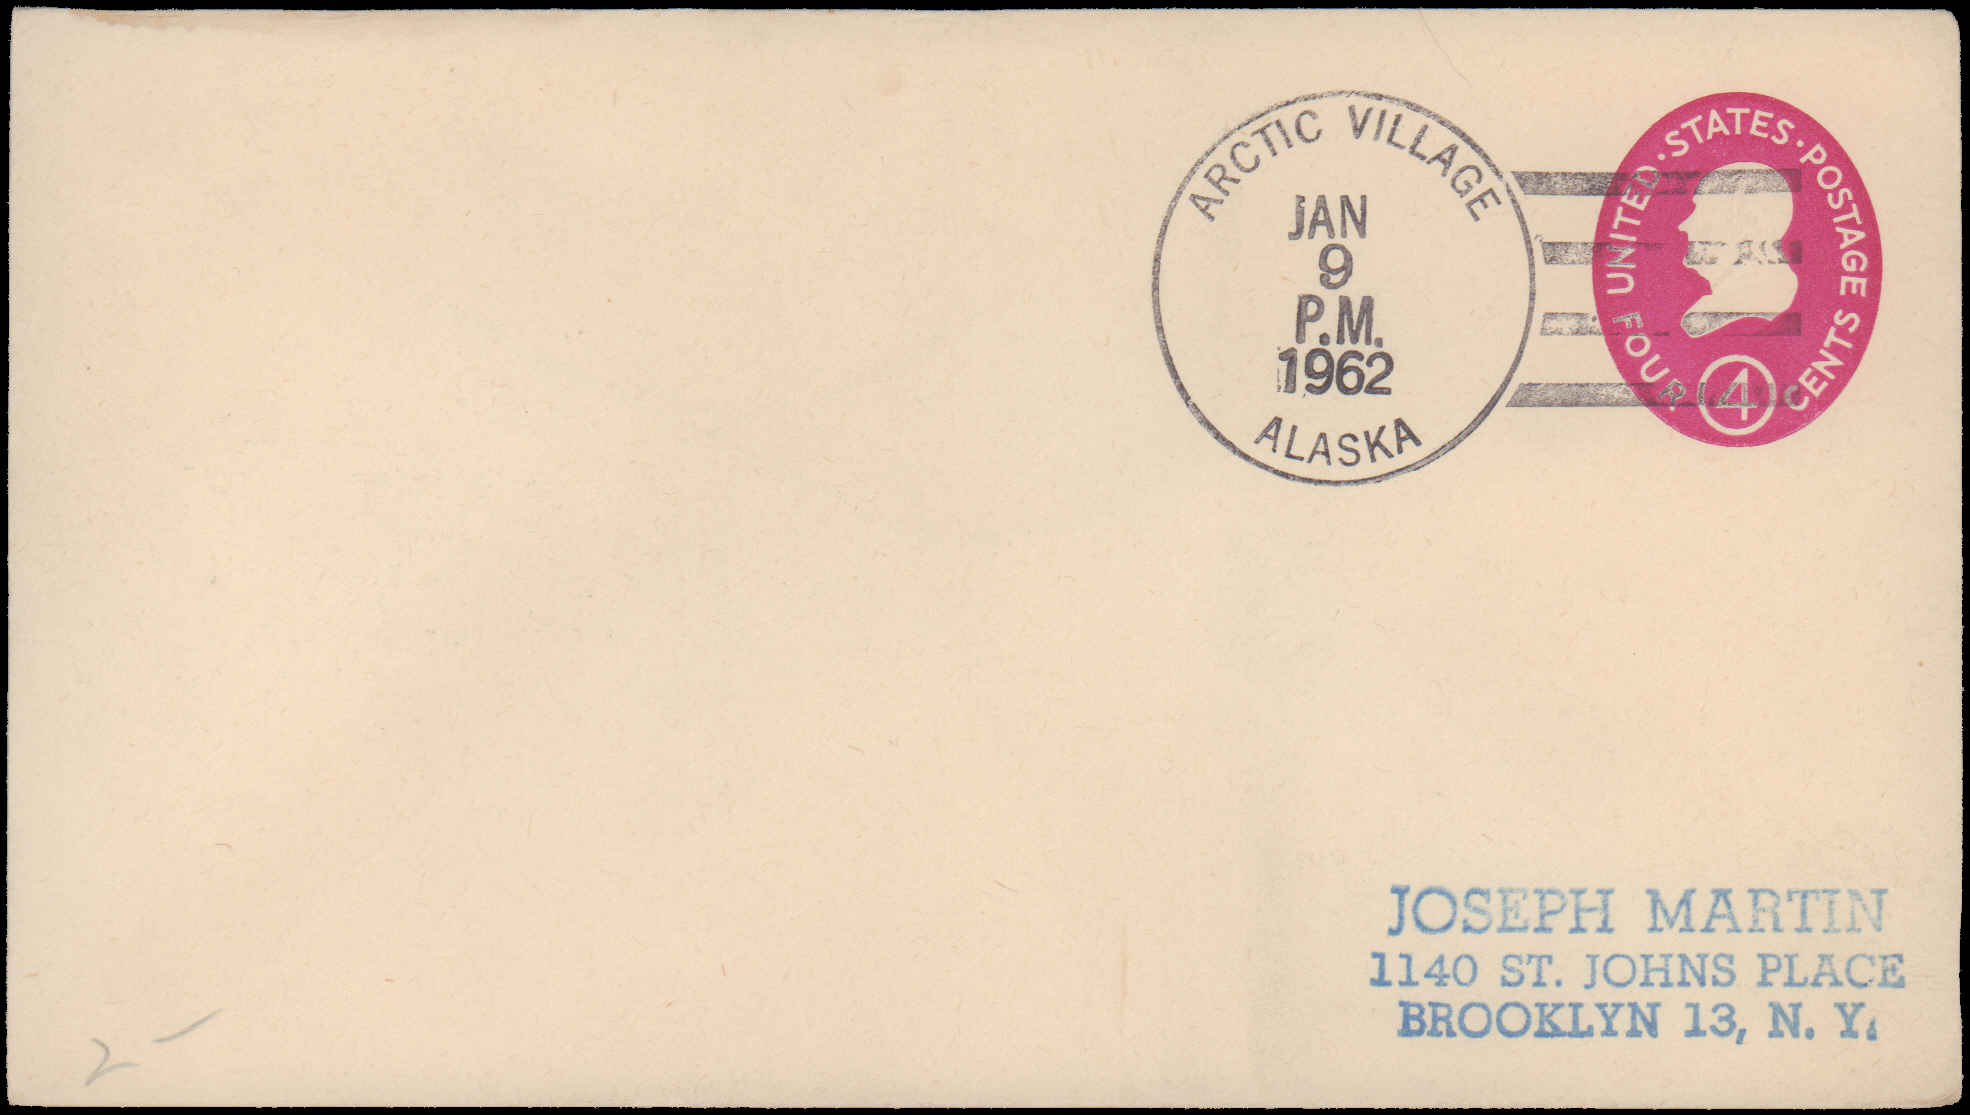 ARCTIC VILLAGE
JAN
9
P.M.
1962
ALASKA
UNITED · STATES · POSTAGE
FOUR 4 CENTS
JOSEPH MARTIN
1140 ST. JOHNS PLACE
BROOKLYN 13, N. Y.
2-